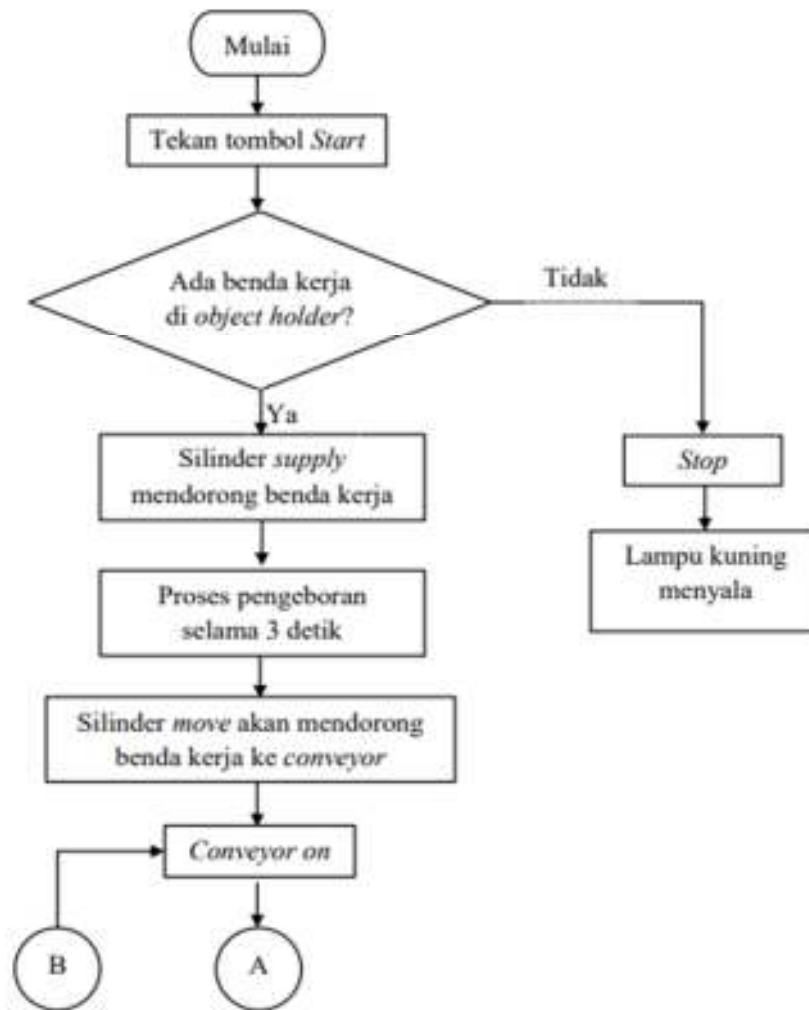 Mulai
Tekan tombol Start
Ada benda kerja
di object holder?
Tidak
Ya
Silinder supply
mendorong benda kerja
Stop
Lampu kuning
menyala
Proses pengeboran
selama 3 detik
Silinder move akan mendorong
benda kerja ke conveyor
Conveyor on
B
A